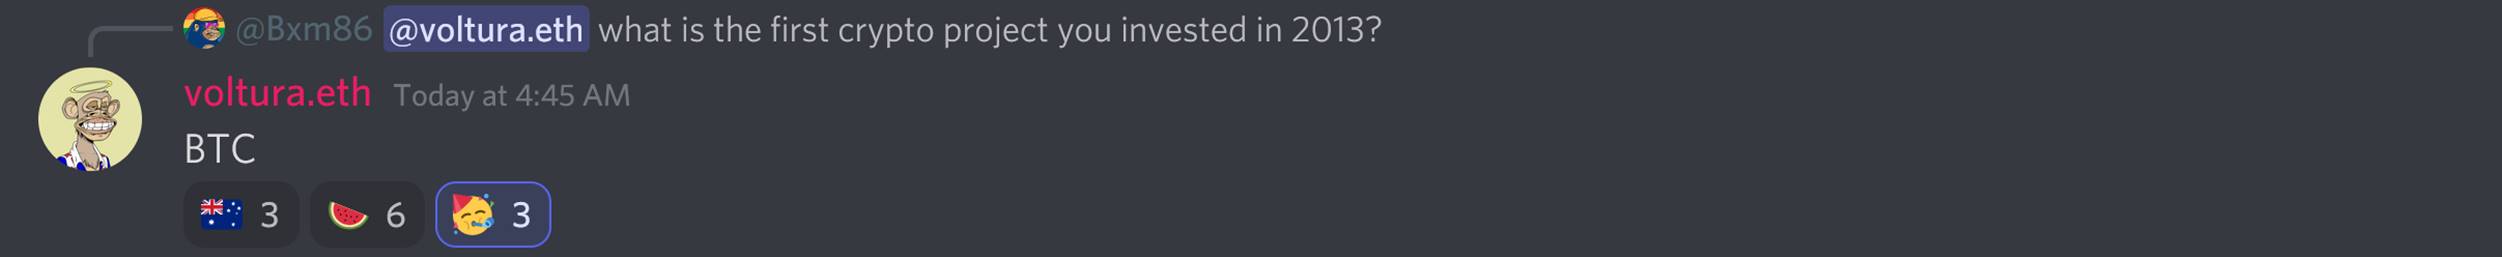 @Bxm86 @voltura.eth what is the first crypto project you invested in 2013?
voltura.eth Today at 4:45 AM
BTC
3 6 3